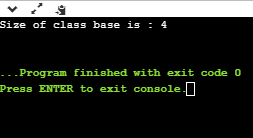 Size of class base is : 4
...Program finished with exit code 0
Press ENTER to exit console.